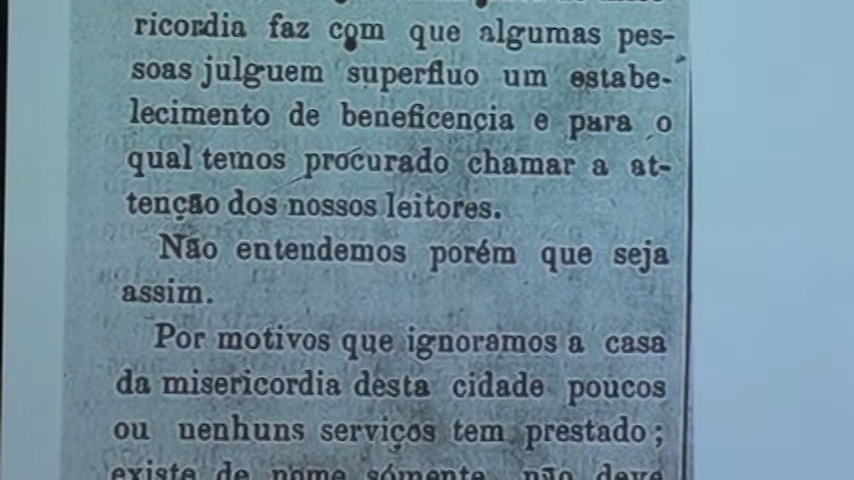 ricordia faz com que algumas pes-
soas julguem superfluo um estabe-
lecimento de beneficencia e para o
qual temos procurado chamar a at-
tenção dos nossos leitores.
Não entendemos porém que seja
assim.
Por motivos que ignoramos a casa
da misericordia desta cidade poucos
ou nenhuns serviços tem prestado;
existe de nome sómente, não deve